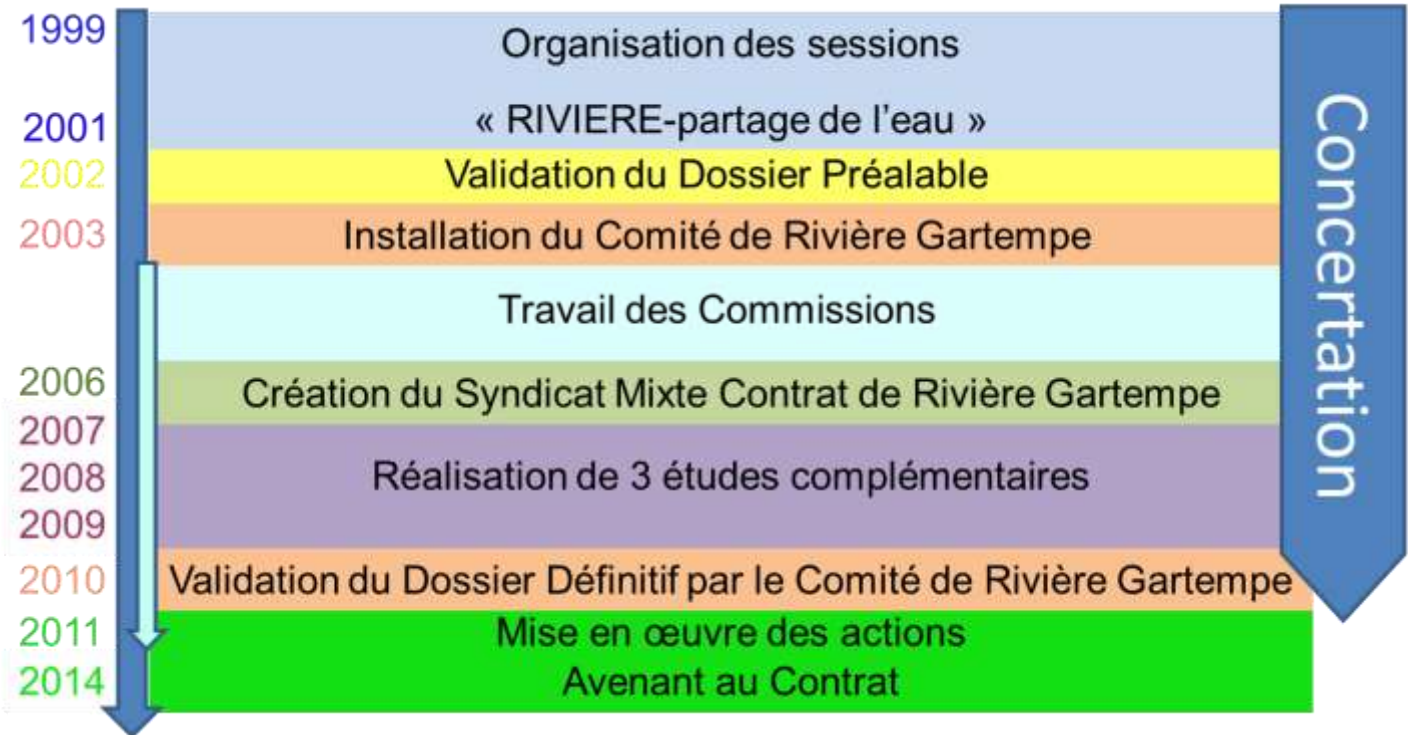 1999
Organisation des sessions
2001
« RIVIERE-partage de l'eau »
2002
Validation du Dossier Préalable
2003
Installation du Comité de Rivière Gartempe
Travail des Commissions
2006
Création du Syndicat Mixte Contrat de Rivière Gartempe
2007
2008
Réalisation de 3 études complémentaires
2009
2010
Validation du Dossier Définitif par le Comité de Rivière Gartempe
2011
Mise en œuvre des actions
2014
Avenant au Contrat
Concertation